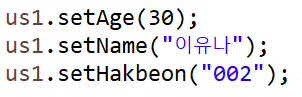 us1.setAge(30);
us1.setName("이유나");
us1.setHakbeon("002");